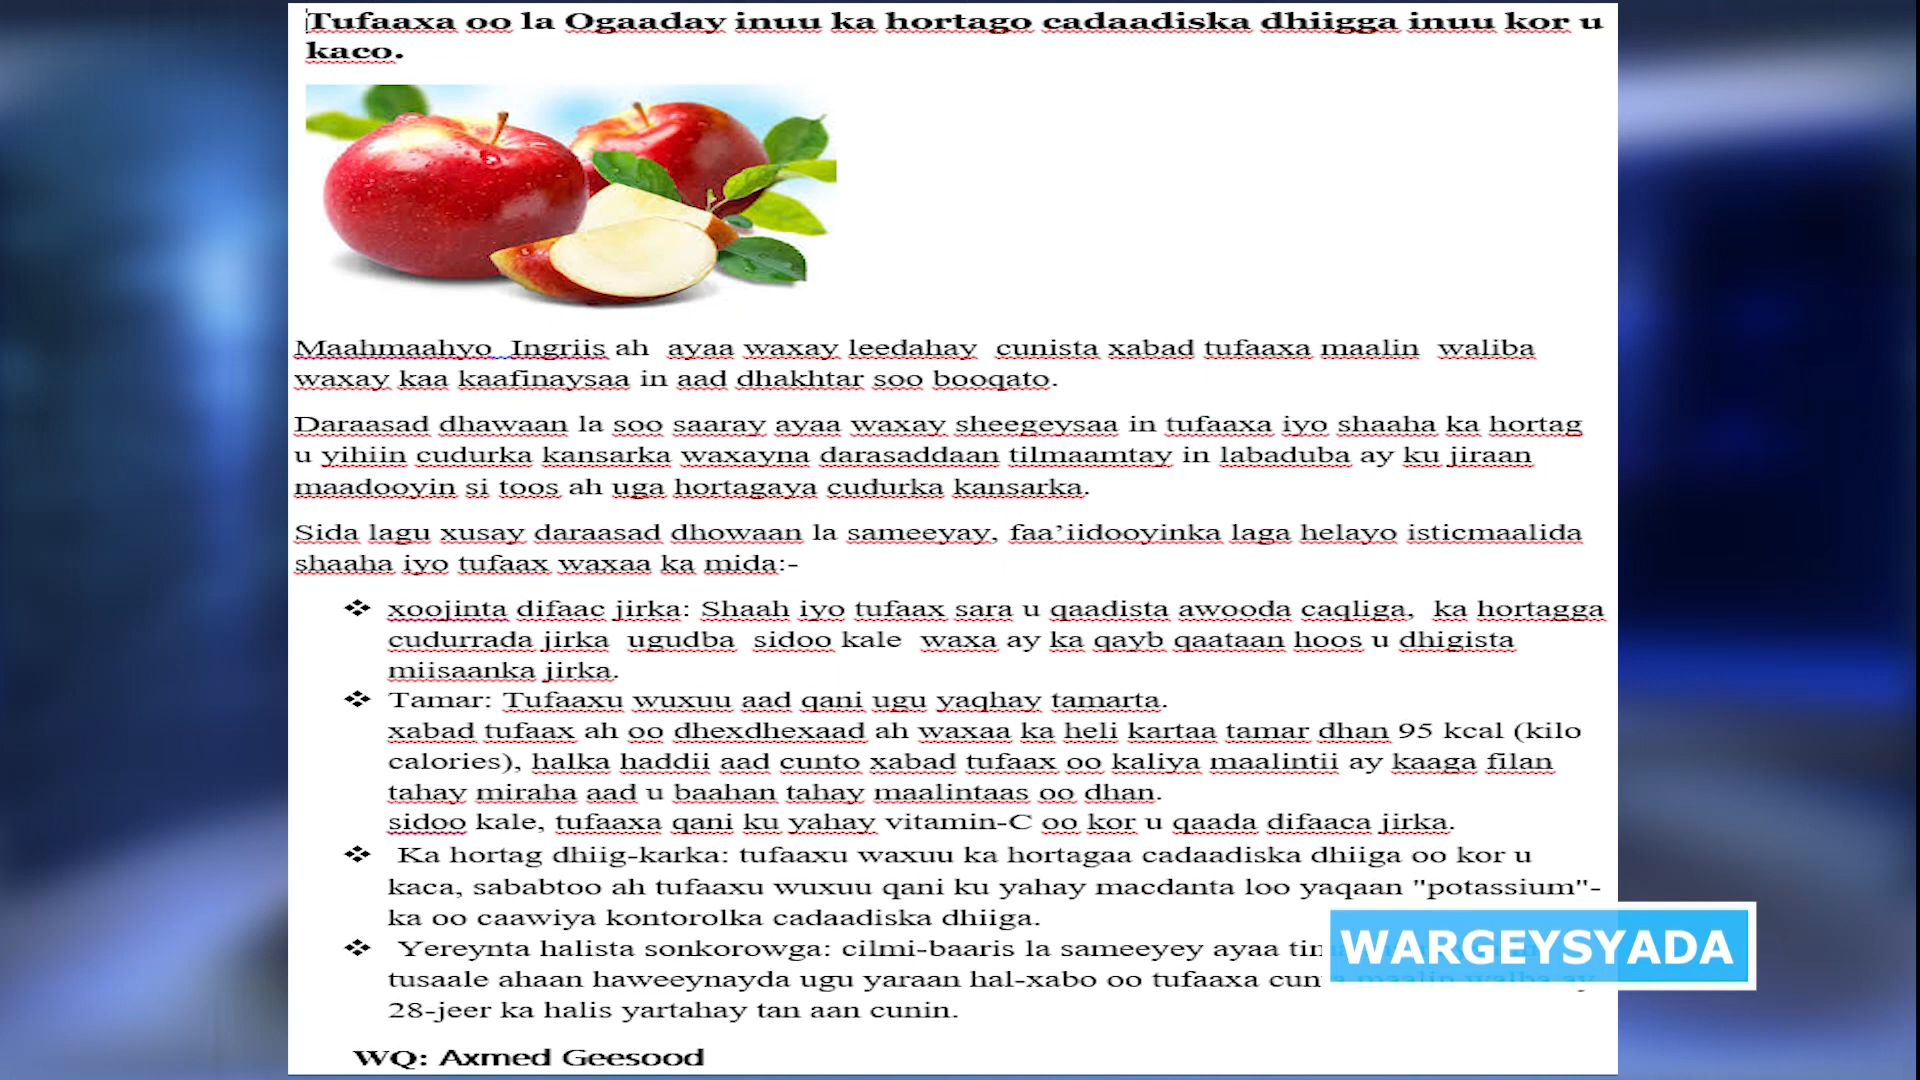 Tufaaxa oo la Ogaaday inuu ka hortago cadaadiska dhiigga inuu kor u
kaco.
Maahmaahyo Ingriis ah ayaa waxay leedahay cunista xabad tufaaxa maalin waliba
waxay kaa kaafinaysaa in aad dhakhtar soo booqato.
Daraasad dhawaan la soo saaray ayaa waxay sheegeysaa in tufaaxa iyo shaaha ka hortag
u yihiin cudurka kansarka waxayna darasaddaan tilmaamtay in labaduba ay ku jiraan
maadooyin si toos ah uga hortagaya cudurka kansarka.
Sida lagu xusay daraasad dhowaan la sameeyay, faa’iidooyinka laga helayo isticmaalida
shaaha iyo tufaax waxaa ka mida:-
❖ xoojinta difaac jirka: Shaah iyo tufaax sara u qaadista awooda caqliga, ka hortagga
cudurrada jirka ugudba sidoo kale waxa ay ka qayb qaataan hoos u dhigista
miisaanka jirka.
❖ Tamar: Tufaaxu wuxuu aad qani ugu yaqhay tamarta.
xabad tufaax ah oo dhexdhexaad ah waxaa ka heli kartaa tamar dhan 95 kcal (kilo
calories), halka haddii aad cunto xabad tufaax oo kaliya maalintii ay kaaga filan
tahay miraha aad u baahan tahay maalintaas oo dhan.
sidoo kale, tufaaxa qani ku yahay vitamin-C oo kor u qaada difaaca jirka.
❖ Ka hortag dhiig-karka: tufaaxu waxuu ka hortagaa cadaadiska dhiiga oo kor u
kaca, sababtoo ah tufaaxu wuxuu qani ku yahay macdanta loo yaqaan "potassium"-
ka oo caawiya kontorolka cadaadiska dhiiga.
❖ Yereynta halista sonkorowga: cilmi-baaris la sameeyey ayaa
tusaale ahaan haweeynayda ugu yaraan hal-xabo oo tufaaxa maalin walba ay
28-jeer ka halis yartahay tan aan cunin.
WARGEYSYADA
WQ: Axmed Geesood